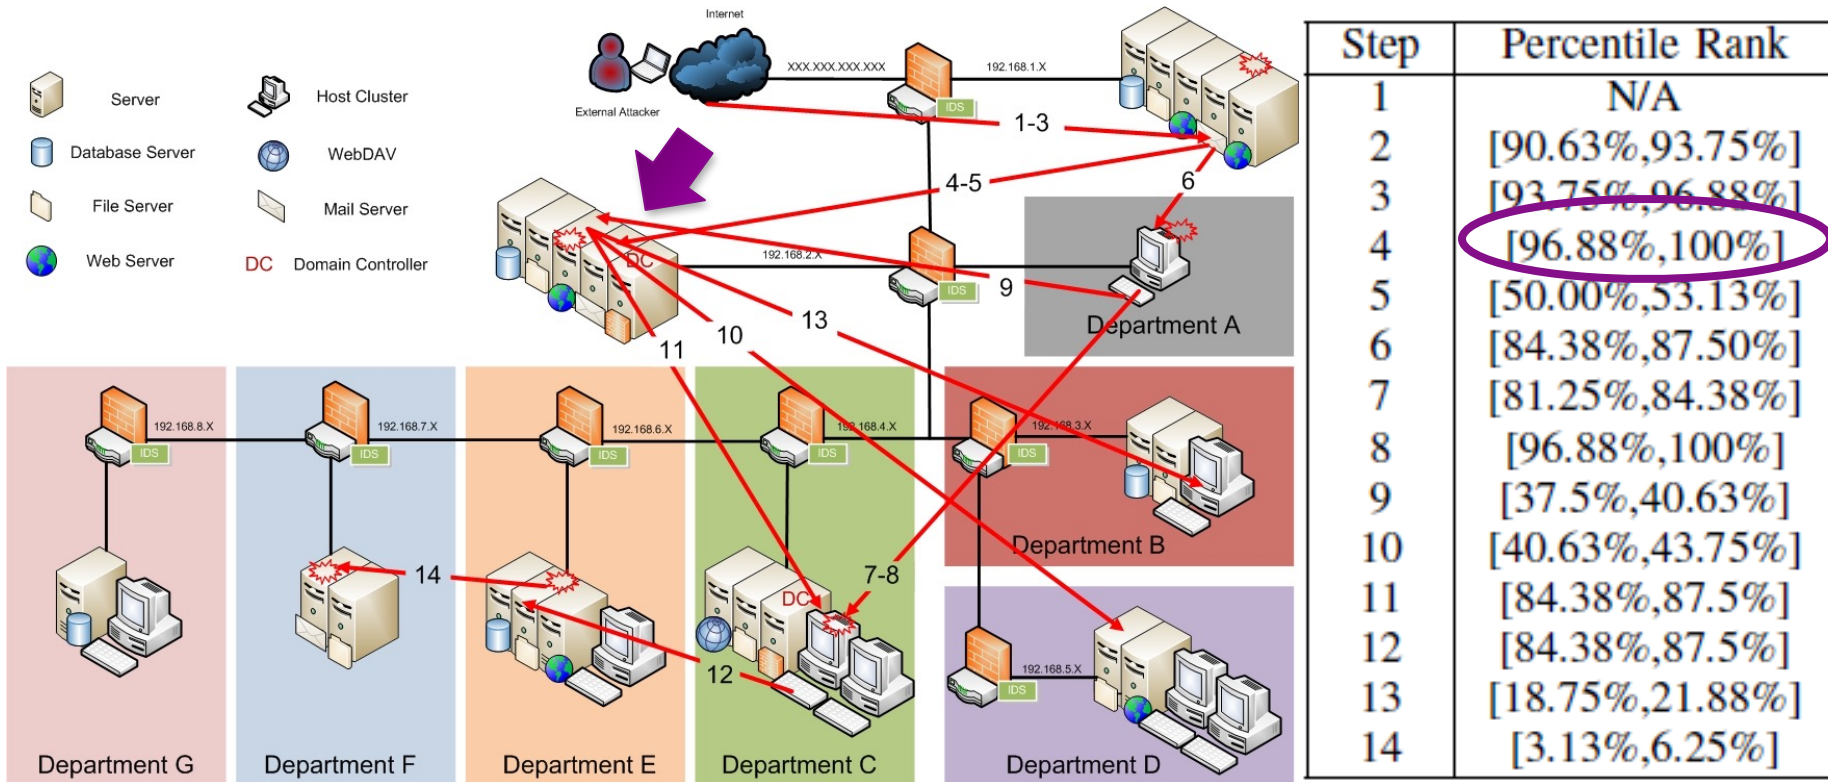 Internet
XXX.XXX.XXX.XXX
192.168.1.X
IDS
External Attacker
Server
Host Cluster
Database Server
WebDAV
File Server
Mail Server
Web Server
DC Domain Controller
1-3
4-5
6
DC
192.168.2.X
IDS
9
Department A
13
10
11
192.168.8.X
IDS
192.168.7.X
IDS
192.168.6.X
IDS
192.168.4.X
IDS
192.168.3.X
IDS
Department B
14
7-8
DC
12
192.168.5.X
IDS
Department G
Department F
Department E
Department C
Department D
Step Percentile Rank
1 N/A
2 [90.63%,93.75%]
3 [93.75%,96.88%]
4 [96.88%,100%]
5 [50.00%,53.13%]
6 [84.38%,87.50%]
7 [81.25%,84.38%]
8 [96.88%,100%]
9 [37.5%,40.63%]
10 [40.63%,43.75%]
11 [84.38%,87.5%]
12 [84.38%,87.5%]
13 [18.75%,21.88%]
14 [3.13%,6.25%]